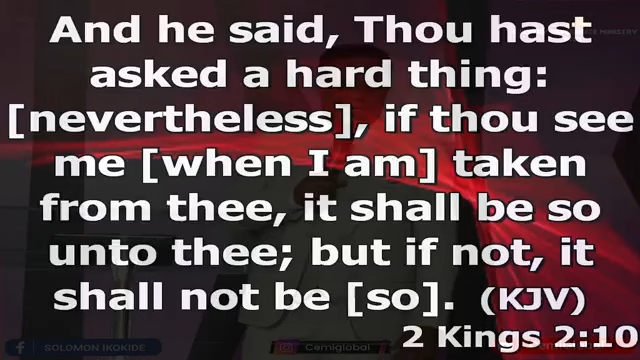 And he said, Thou hast
asked a hard thing:
[nevertheless], if thou see
me [when I am] taken
from thee, it shall be so
unto thee; but if not, it
shall not be [so]. (KJV)
2 Kings 2:10
SOLOMON IKOKIDE
Cemiglobal